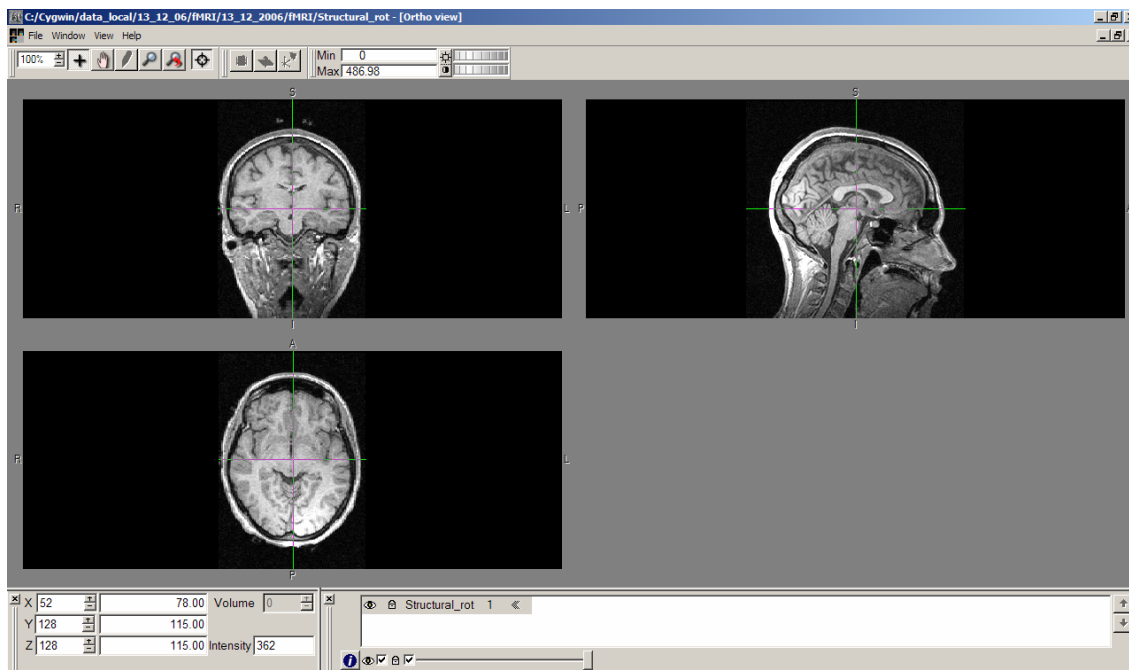 C:/Cygwin/data_local/13_12_06/fMRI/13_12_2006/fMRI/Structural_rot - [Ortho view]
File Window View Help
100%
Min 0
Max 486.98
S S
R L P
I I
A
R L
P
X 52 78.00 Volume 0
Y 128 115.00
Z 128 115.00 Intensity 362
Structural_rot 1